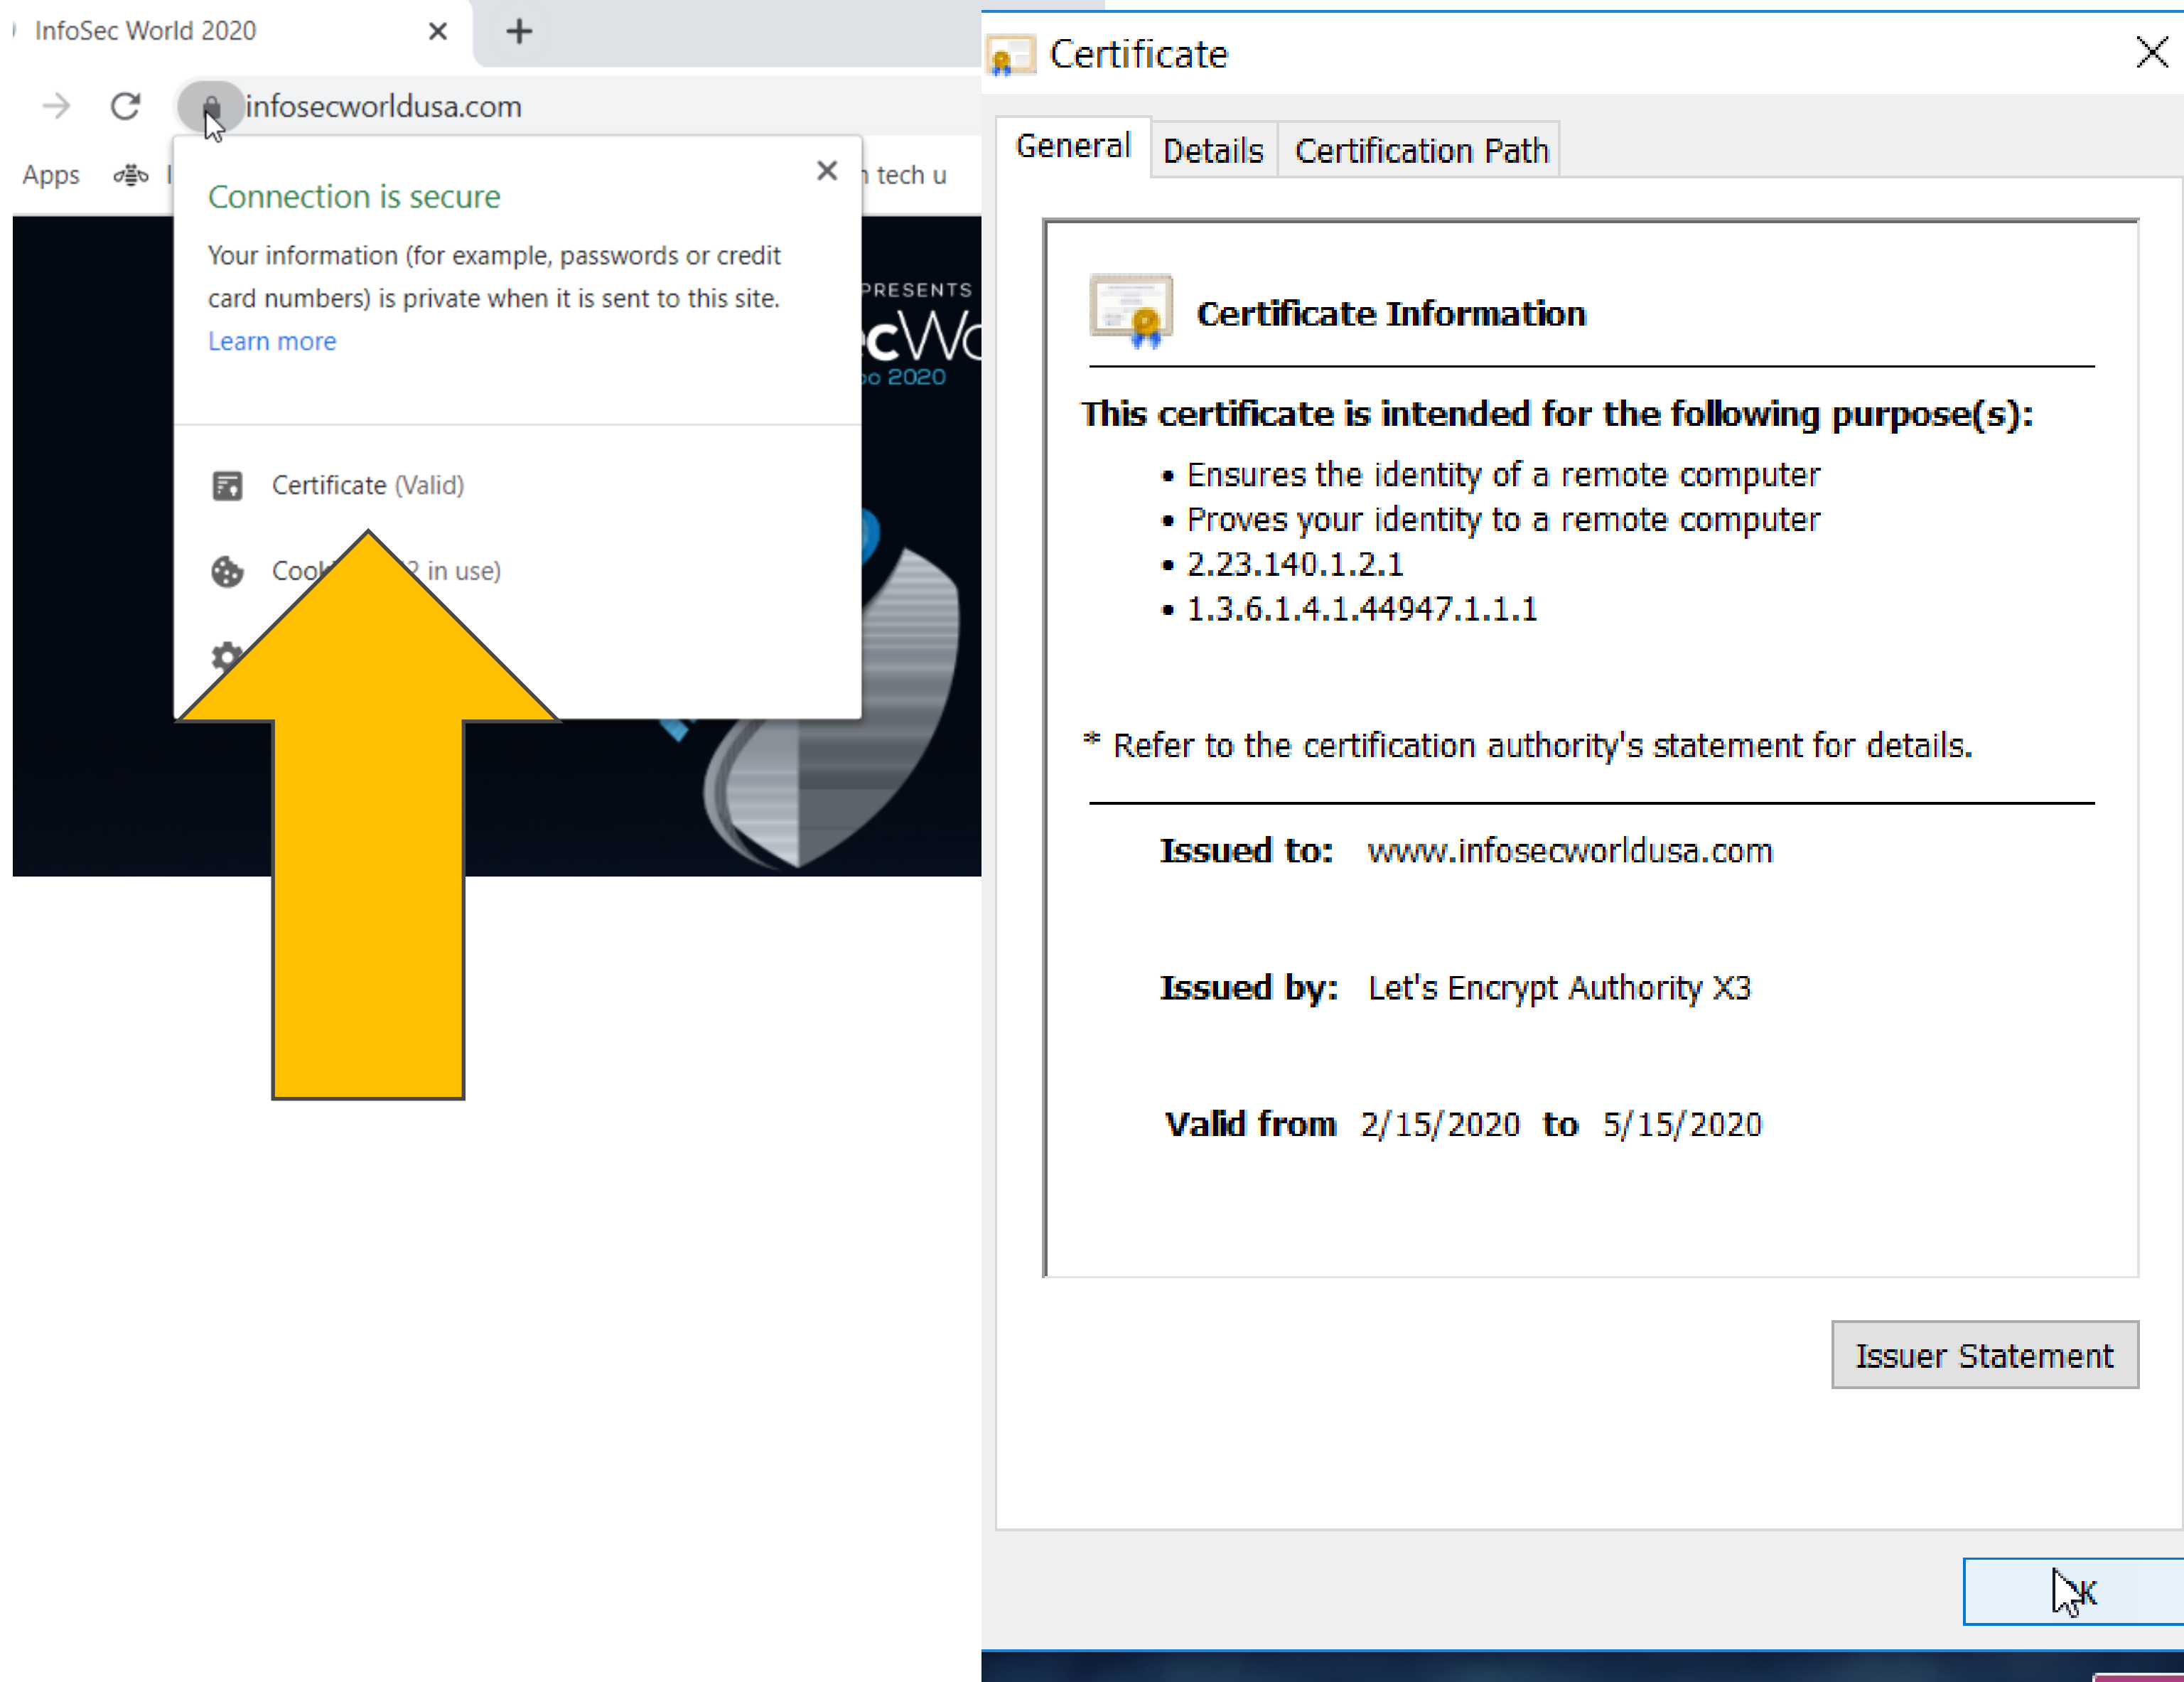 InfoSec World 2020
infosecworldusa.com
Apps
tech u
Connection is secure
Your information (for example, passwords or credit
card numbers) is private when it is sent to this site.
Learn more
PRESENTS
2020
Certificate (Valid)
in use)
Certificate
General Details Certification Path
Certificate Information
This certificate is intended for the following purpose(s):
• Ensures the identity of a remote computer
• Proves your identity to a remote computer
• 2.23.140.1.2.1
• 1.3.6.1.4.1.44947.1.1.1
* Refer to the certification authority's statement for details.
Issued to: www.infosecworldusa.com
Issued by: Let's Encrypt Authority X3
Valid from 2/15/2020 to 5/15/2020
Issuer Statement